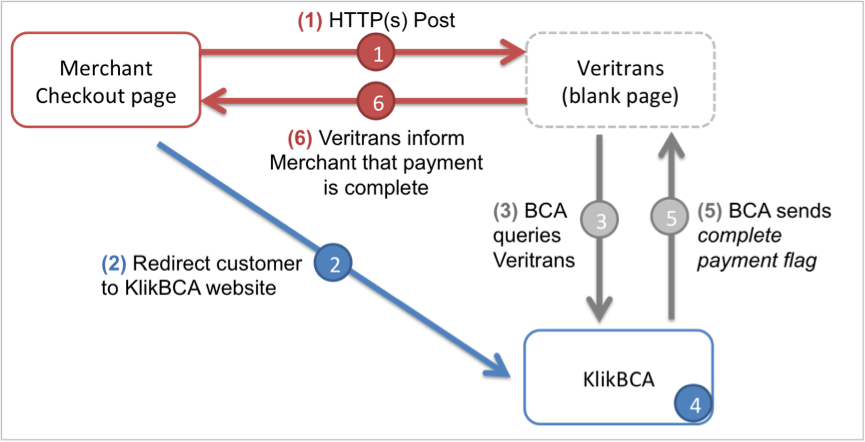 (1) HTTP(s) Post
1
Merchant
Checkout page
Veritrans
(blank page)
6
(6) Veritrans inform
Merchant that payment
is complete
(3) BCA
queries
Veritrans
3
5
(5) BCA sends
complete
payment flag
(2) Redirect customer
to KlikBCA website
2
KlikBCA
4